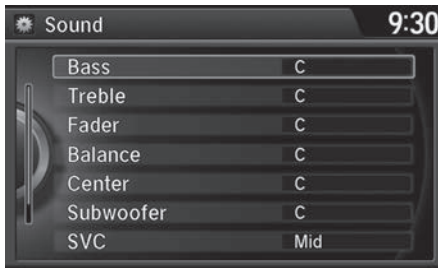 Sound 9:30
Bass C
Treble C
Fader C
Balance C
Center C
Subwoofer C
SVC Mid